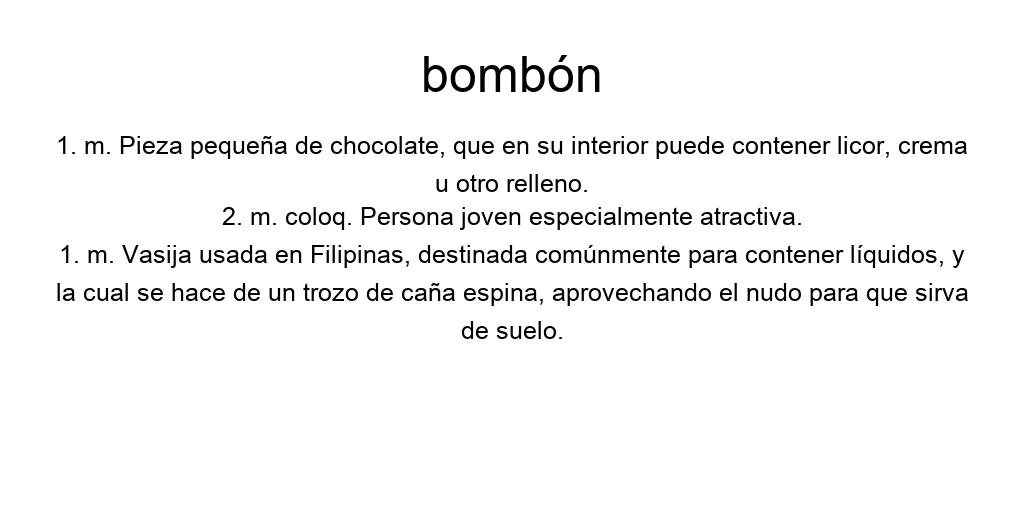 bombón
1. m. Pieza pequeña de chocolate, que en su interior puede contener licor, crema
u otro relleno.
2. m. coloq. Persona joven especialmente atractiva.
1. m. Vasija usada en Filipinas, destinada comúnmente para contener líquidos, y
la cual se hace de un trozo de caña espina, aprovechando el nudo para que sirva
de suelo.